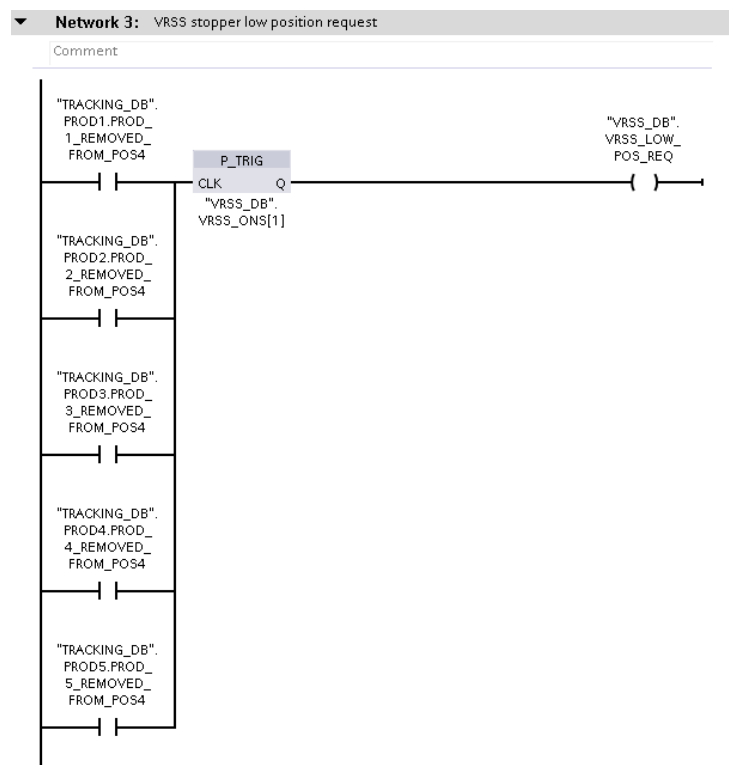 Network 3: VRSS stopper low position request
Comment
"TRACKING_DB".
PROD1.PROD_
1_REMOVED_
FROM_POS4
P_TRIG
CLK Q
"VRSS_DB".
VRSS_ONS[1]
"VRSS_DB".
VRSS_LOW_
POS_REQ
"TRACKING_DB".
PROD2.PROD_
2_REMOVED_
FROM_POS4
"TRACKING_DB".
PROD3.PROD_
3_REMOVED_
FROM_POS4
"TRACKING_DB".
PROD4.PROD_
4_REMOVED_
FROM_POS4
"TRACKING_DB".
PROD5.PROD_
5_REMOVED_
FROM_POS4